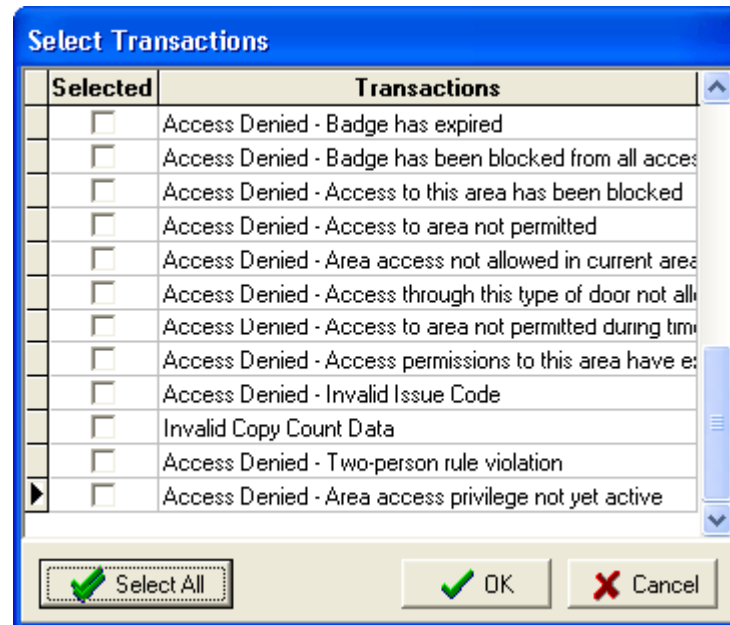 Select Transactions
Selected Transactions
Access Denied - Badge has expired
Access Denied - Badge has been blocked from all acces
Access Denied - Access to this area has been blocked
Access Denied - Access to area not permitted
Access Denied - Area access not allowed in current area
Access Denied - Access through this type of door not all
Access Denied - Access to area not permitted during time
Access Denied - Access permissions to this area have e
Access Denied - Invalid Issue Code
Invalid Copy Count Data
Access Denied - Two-person rule violation
Access Denied - Area access privilege not yet active
Select All OK Cancel